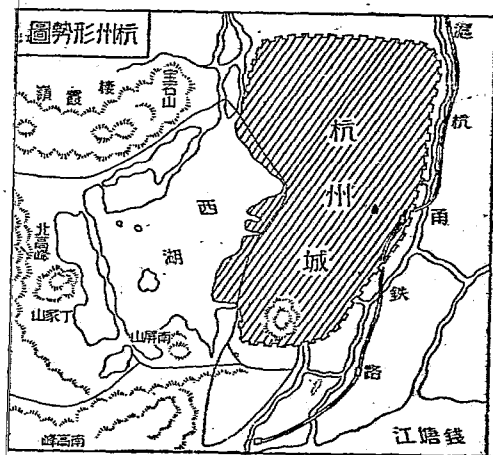 杭州形勢圖
滬杭甬鉄路
杭州城
西湖
宝石山
棲霞嶺
北高峰
丁家山
南屏山
南高峰
錢塘江